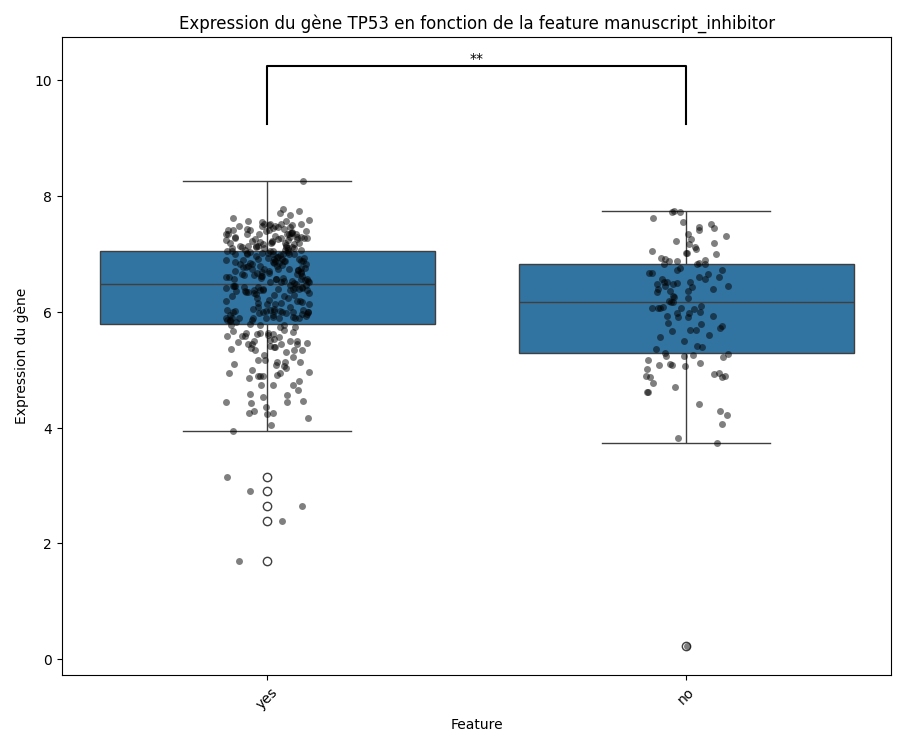 Expression du gène TP53 en fonction de la feature manuscript_inhibitor
**
10
8
6
4
2
0
Expression du gène
yes
no
Feature